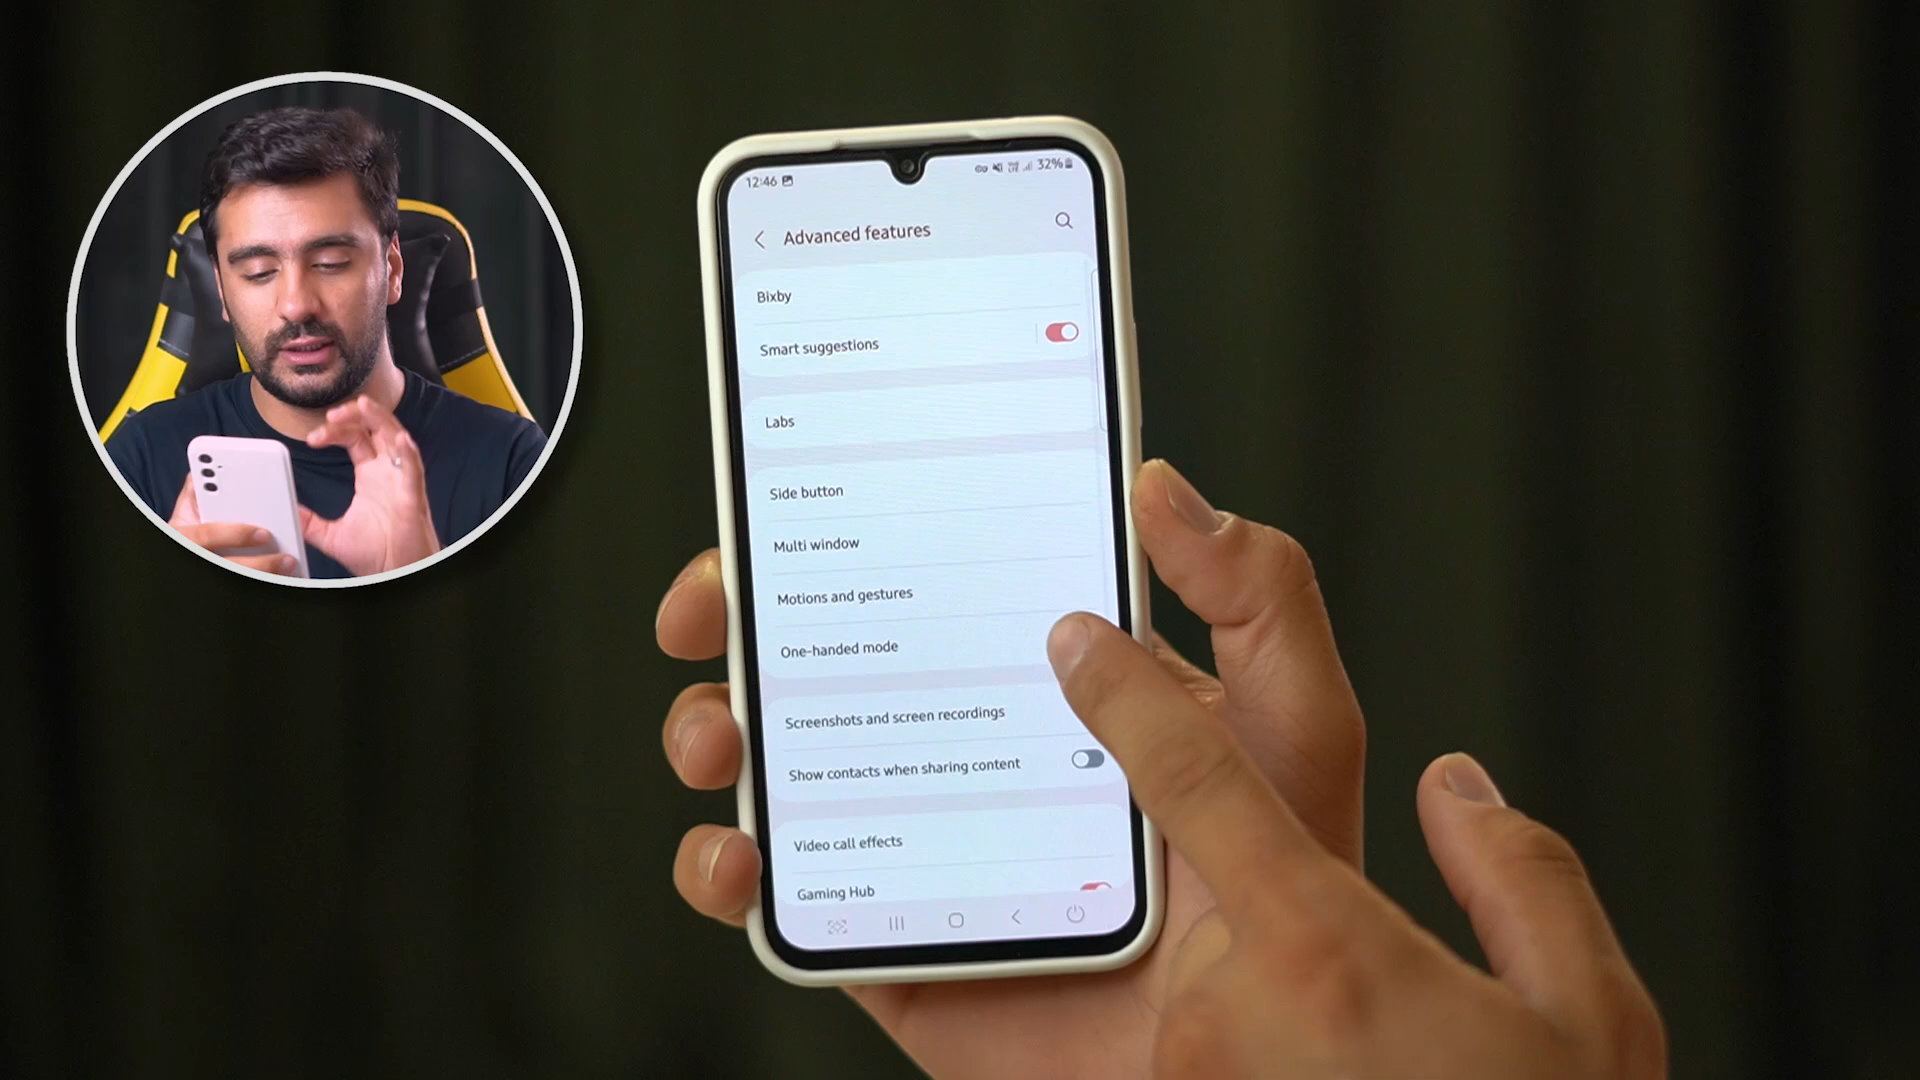 12:46
32%
Advanced features
Bixby
Smart suggestions
Labs
Side button
Multi window
Motions and gestures
One-handed mode
Screenshots and screen recordings
Show contacts when sharing content
Video call effects
Gaming Hub